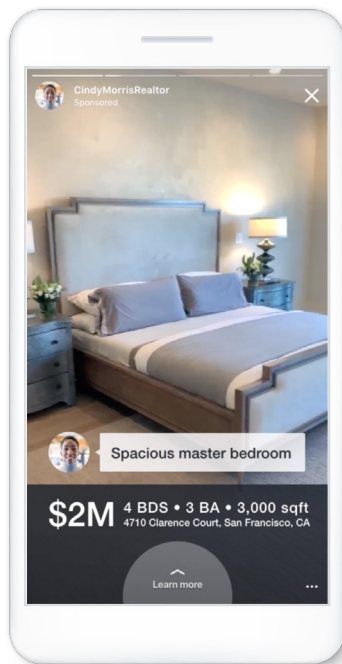 CindyMorrisRealtor
Sponsored
Spacious master bedroom
$2M
4 BDS • 3 BA • 3,000 sqft
4710 Clarence Court, San Francisco, CA
Learn more